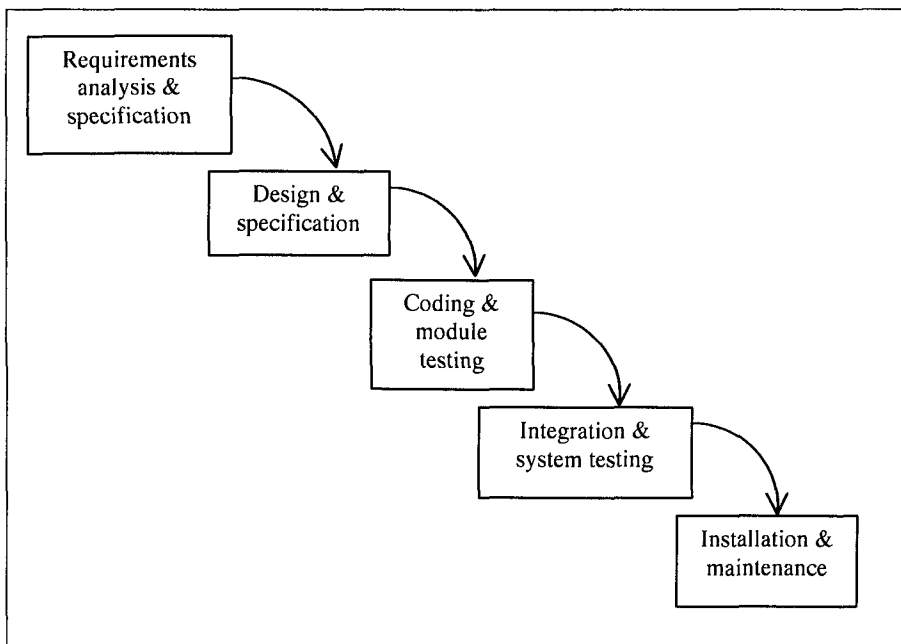 Requirements
analysis &
specification
Design &
specification
Coding &
module
testing
Integration &
system testing
Installation &
maintenance